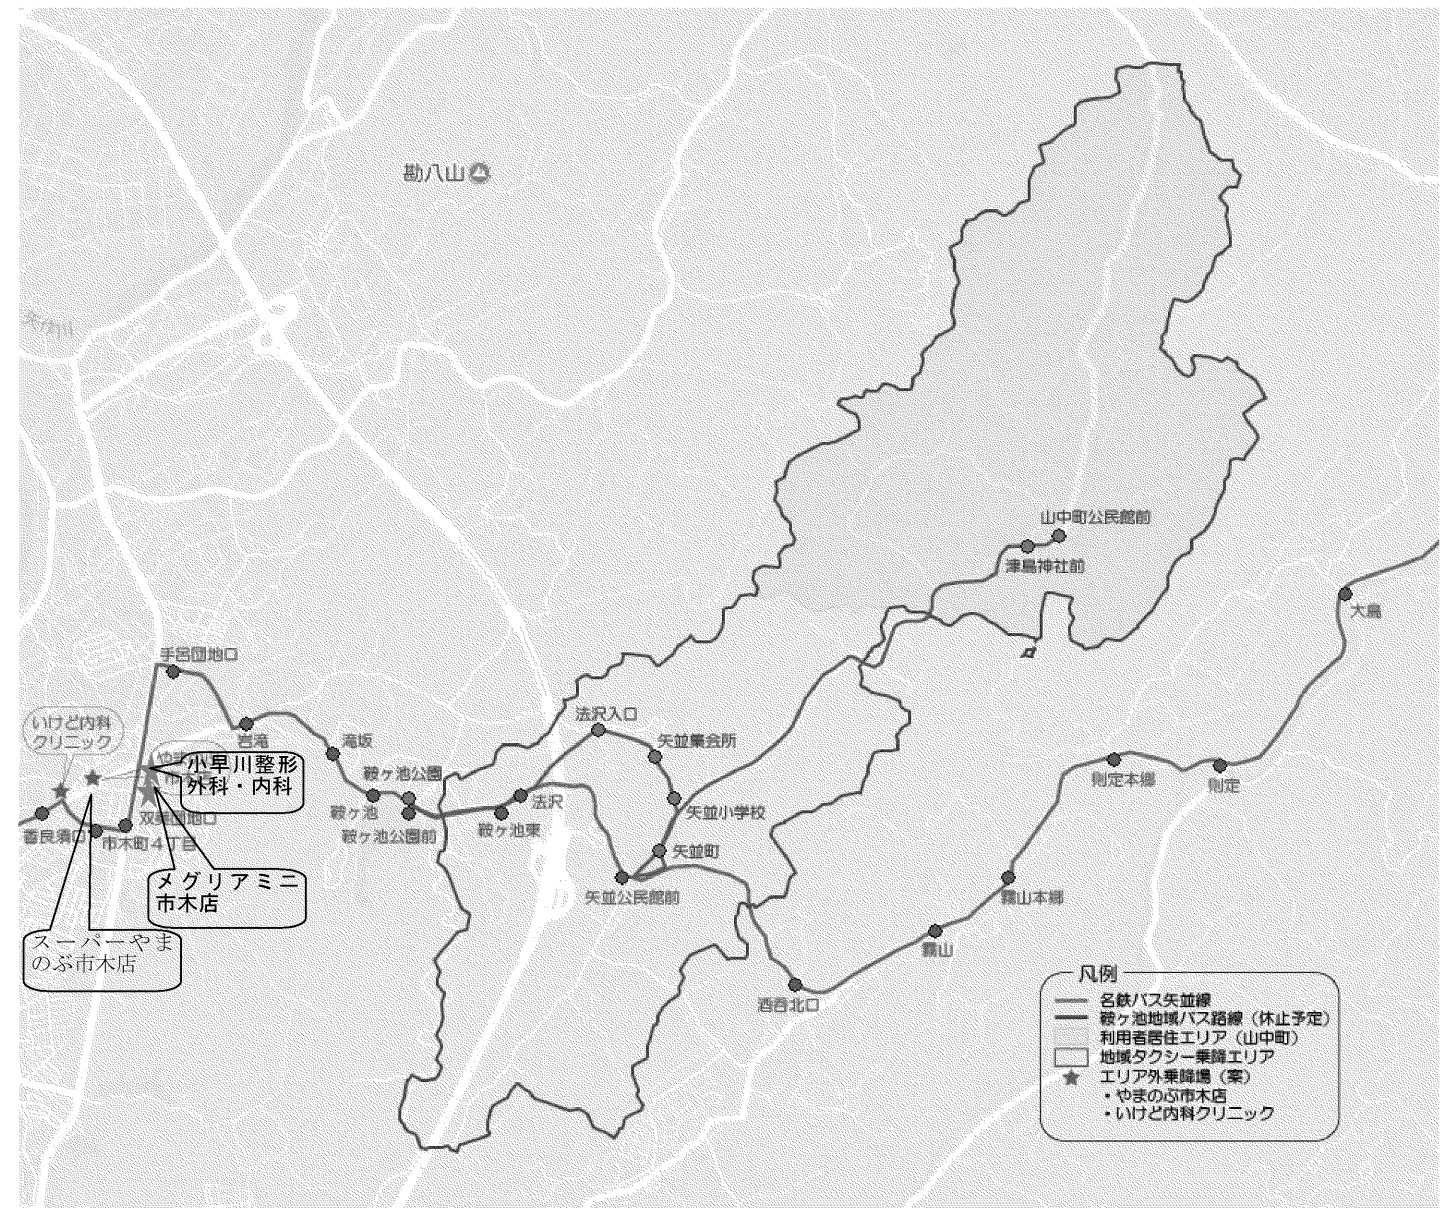 勘八山
矢作川
山中町公民館前
津島神社前
大島
手呂団地口
いけど内科
クリニック
岩滝
滝坂
法沢入口
矢並集会所
小早川整形
外科・内科
鞍ヶ池公園
則定本郷
則定
鞍ヶ池
法沢
矢並小学校
双美団地口
鞍ヶ池公園前
鞍ヶ池東
市木町4丁目
矢並町
メグリアミニ
市木店
矢並公民館前
霧山本郷
スーパーやま
のぶ市木店
霧山
酒呑北口
凡例
名鉄バス矢並線
鞍ヶ池地域バス路線（休止予定）
利用者居住エリア（山中町）
地域タクシー乗降エリア
エリア外乗降場（案）
・やまのぶ市木店
・いけど内科クリニック